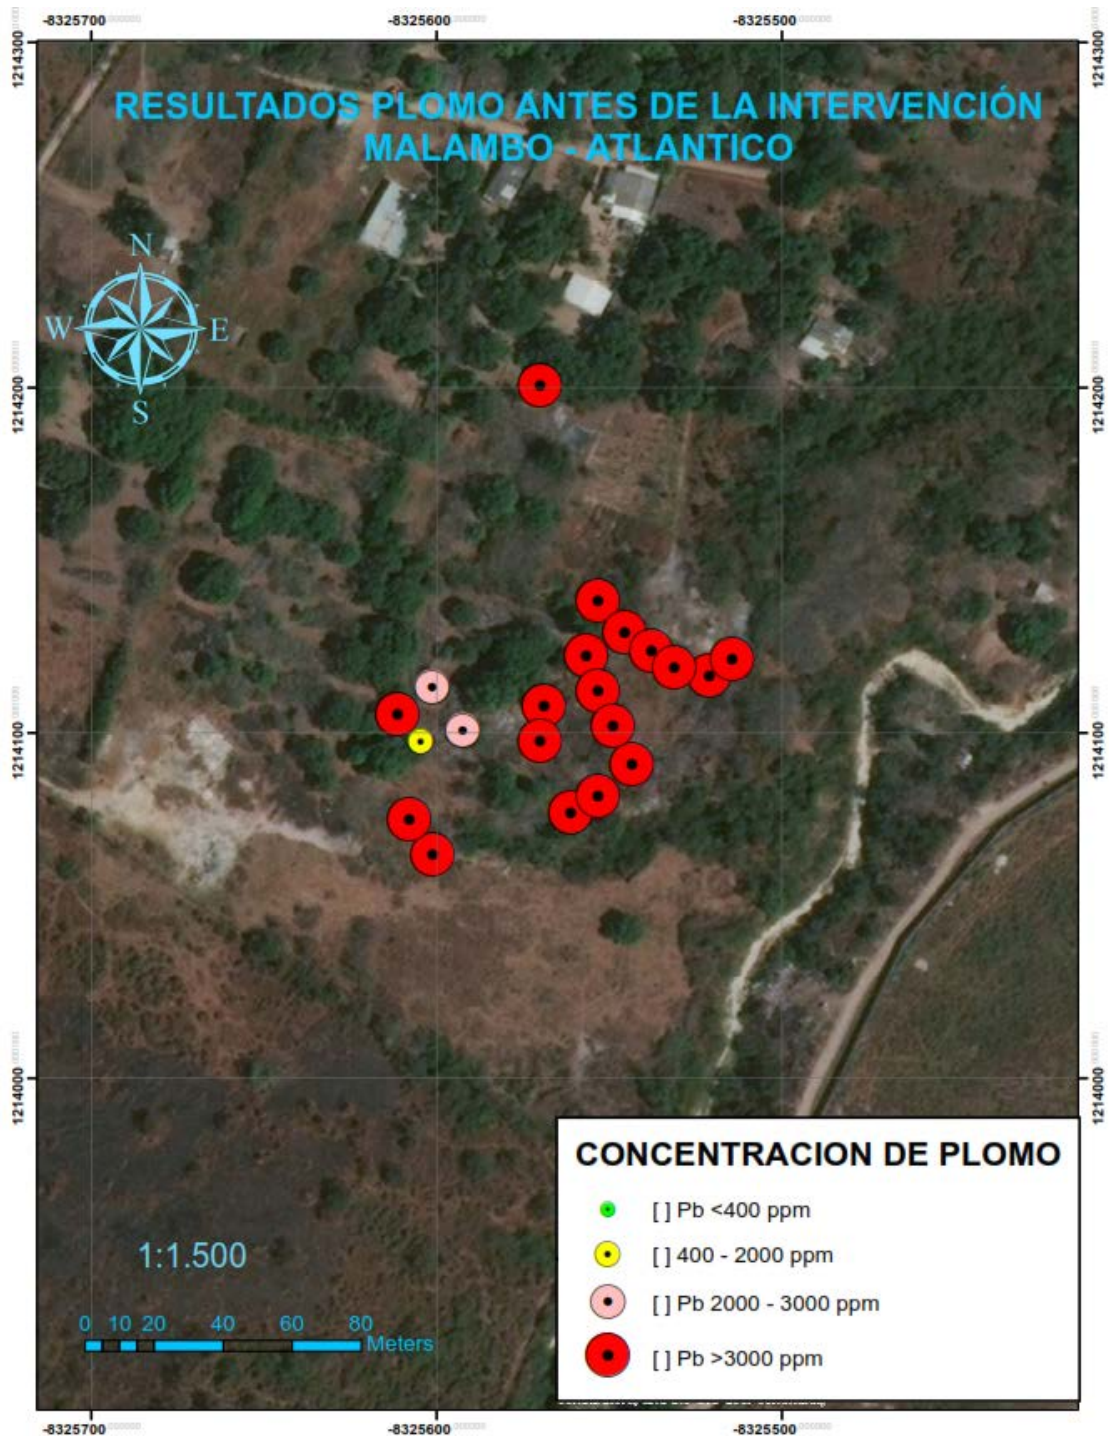 -8325700 -8325600 -8325500
1214300 1214300
RESULTADOS PLOMO ANTES DE LA INTERVENCIÓN
MALAMBO - ATLANTICO
N
W E
S
1214200 1214200
1214100 1214100
1214000 1214000
CONCENTRACION DE PLOMO
[ ] Pb <400 ppm
[ ] 400 - 2000 ppm
[ ] Pb 2000 - 3000 ppm
[ ] Pb >3000 ppm
1:1.500
0 10 20 40 60 80
Meters
-8325700 -8325600 -8325500